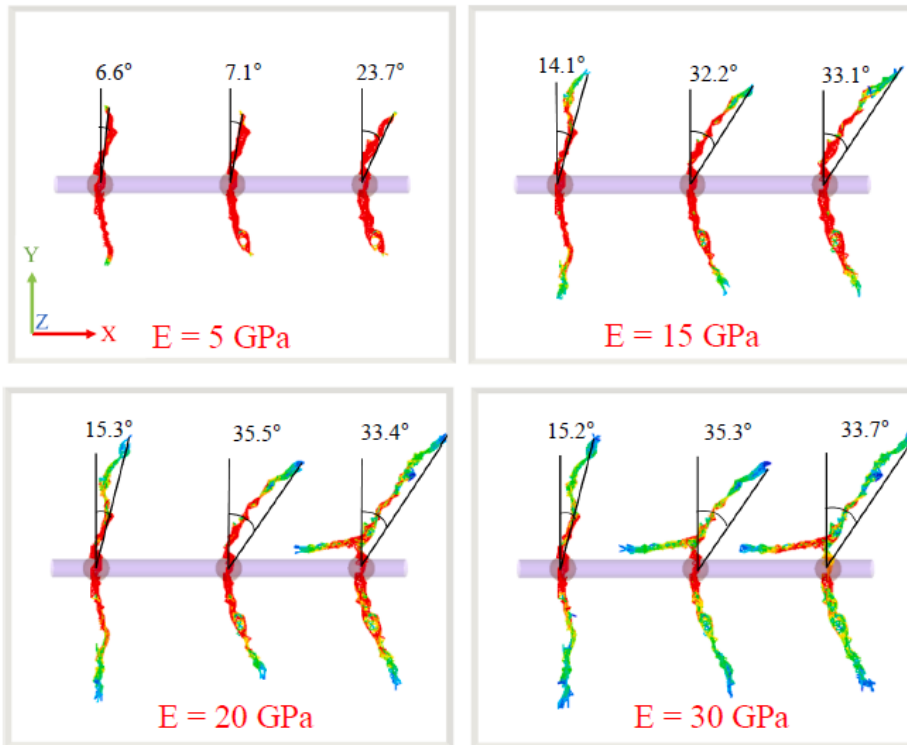 6.6°
7.1°
23.7°
Y
Z
X
E = 5 GPa
14.1°
32.2°
33.1°
E = 15 GPa
15.3°
35.5°
33.4°
E = 20 GPa
15.2°
35.3°
33.7°
E = 30 GPa